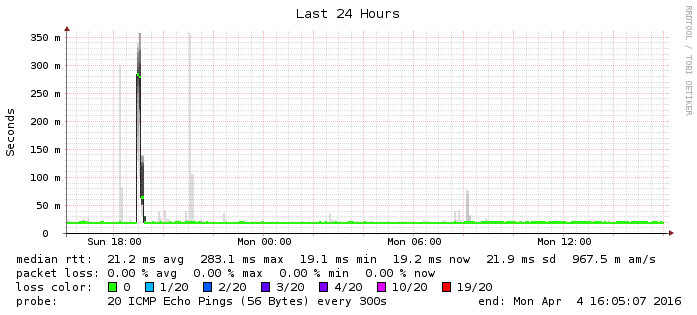 Last 24 Hours
RRDTOOL / TOBI OETIKER
Seconds
350 m
300 m
250 m
200 m
150 m
100 m
50 m
0
Sun 18:00 Mon 00:00 Mon 06:00 Mon 12:00
median rtt: 21.2 ms avg 283.1 ms max 19.1 ms min 19.2 ms now 21.9 ms sd 967.5 m am/s
packet loss: 0.00 % avg 0.00 % max 0.00 % min 0.00 % now
loss color: 0 1/20 2/20 3/20 4/20 10/20 19/20
probe: 20 ICMP Echo Pings (56 Bytes) every 300s end: Mon Apr 4 16:05:07 2016